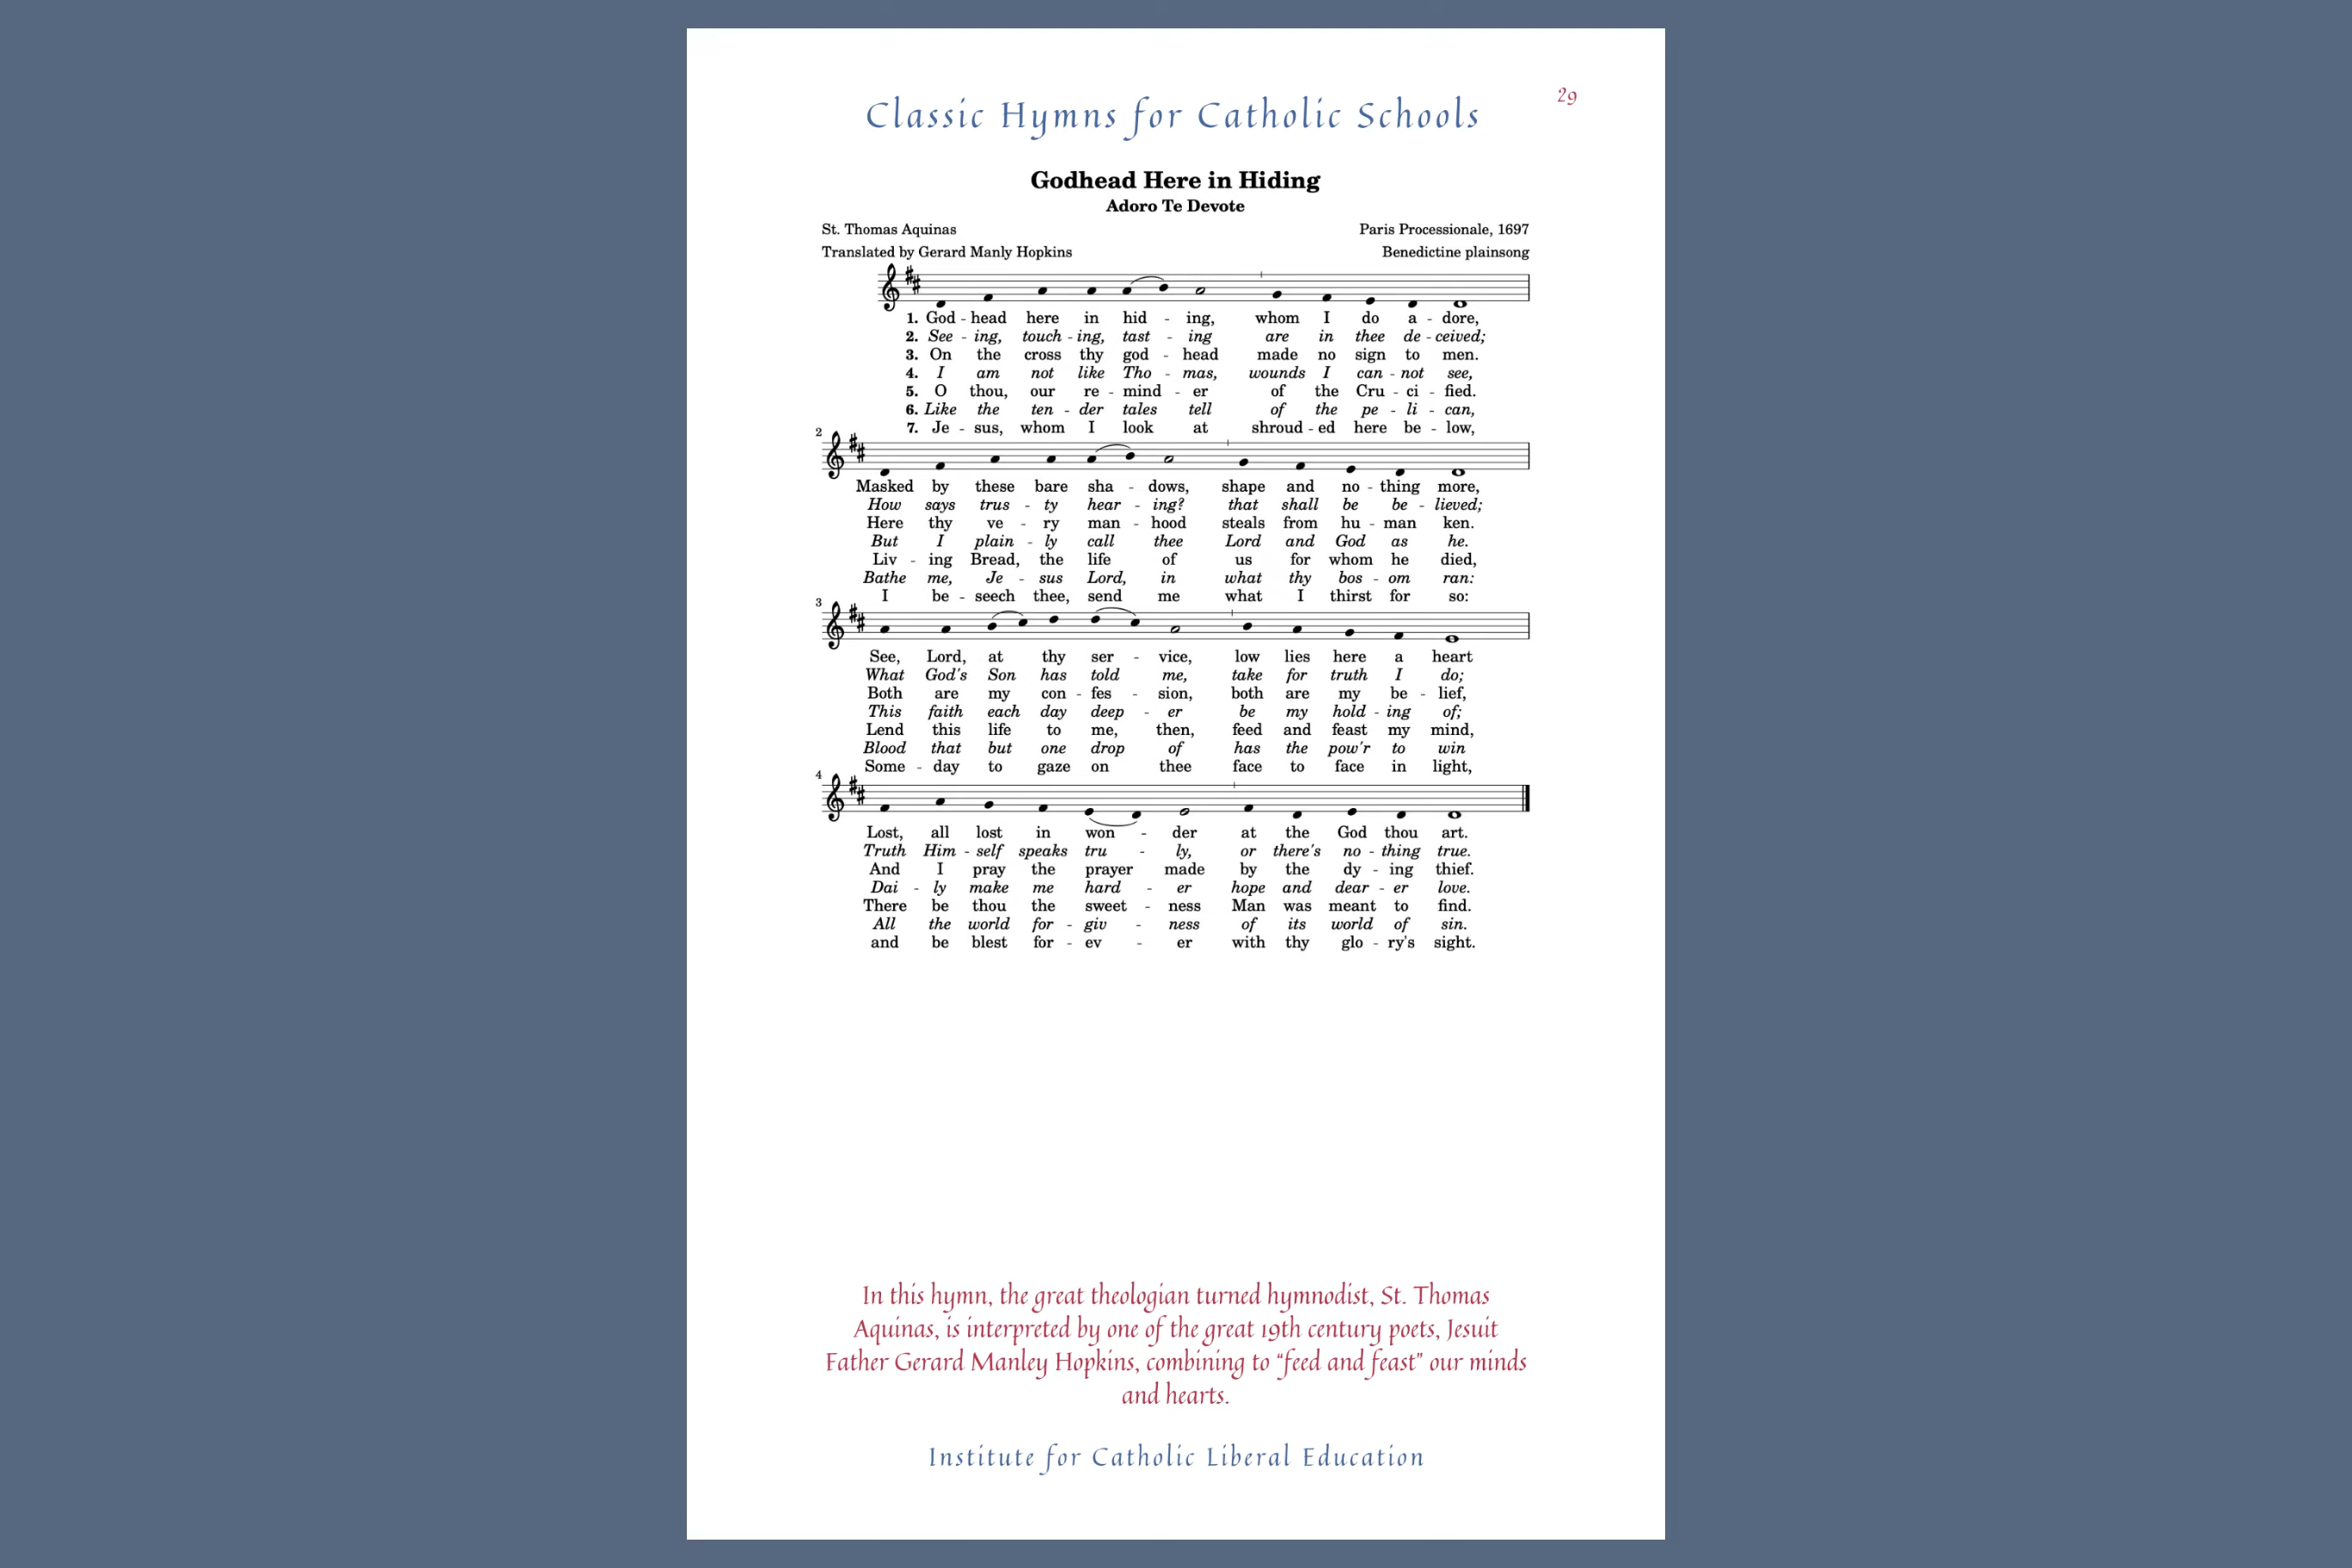 29
Classic Hymns for Catholic Schools
Godhead Here in Hiding
Adoro Te Devote
St. Thomas Aquinas
Paris Processionale, 1697
Translated by Gerard Manly Hopkins
Benedictine plainsong
1. God - head here in hid - ing, whom I do a - dore,
2. See - ing, touch - ing, tast - ing are in thee de - ceived;
3. On the cross thy god - head made no sign to men.
4. I am not like Tho - mas, wounds I can - not see,
5. O thou, our re - mind - er of the Cru - ci - fied.
6. Like the ten - der tales tell of the pe - li - can,
7. Je - sus, whom I look at shroud - ed here be - low,
2
Masked by these bare sha - dows, shape and no - thing more,
How says trus - ty hear - ing? that shall be be - lieved;
Here thy ve - ry man - hood steals from hu - man ken.
But I plain - ly call thee Lord and God as he.
Liv - ing Bread, the life of us for whom he died,
Bathe me, Je - sus Lord, in what thy bos - om ran:
I be - seech thee, send me what I thirst for so:
3
See, Lord, at thy ser - vice, low lies here a heart
What God's Son has told me, take for truth I do;
Both are my con - fes - sion, both are my be - lief,
This faith each day deep - er be my hold - ing of;
Lend this life to me, then, feed and feast my mind,
Blood that but one drop of has the pow'r to win
Some - day to gaze on thee face to face in light,
4
Lost, all lost in won - der at the God thou art.
Truth Him - self speaks tru - ly, or there's no - thing true.
And I pray the prayer made by the dy - ing thief.
Dai - ly make me hard - er hope and dear - er love.
There be thou the sweet - ness Man was meant to find.
All the world for - giv - ness of its world of sin.
and be blest for - ev - er with thy glo - ry's sight.
In this hymn, the great theologian turned hymnodist, St. Thomas
Aquinas, is interpreted by one of the great 19th century poets, Jesuit
Father Gerard Manley Hopkins, combining to “feed and feast” our minds
and hearts.
Institute for Catholic Liberal Education